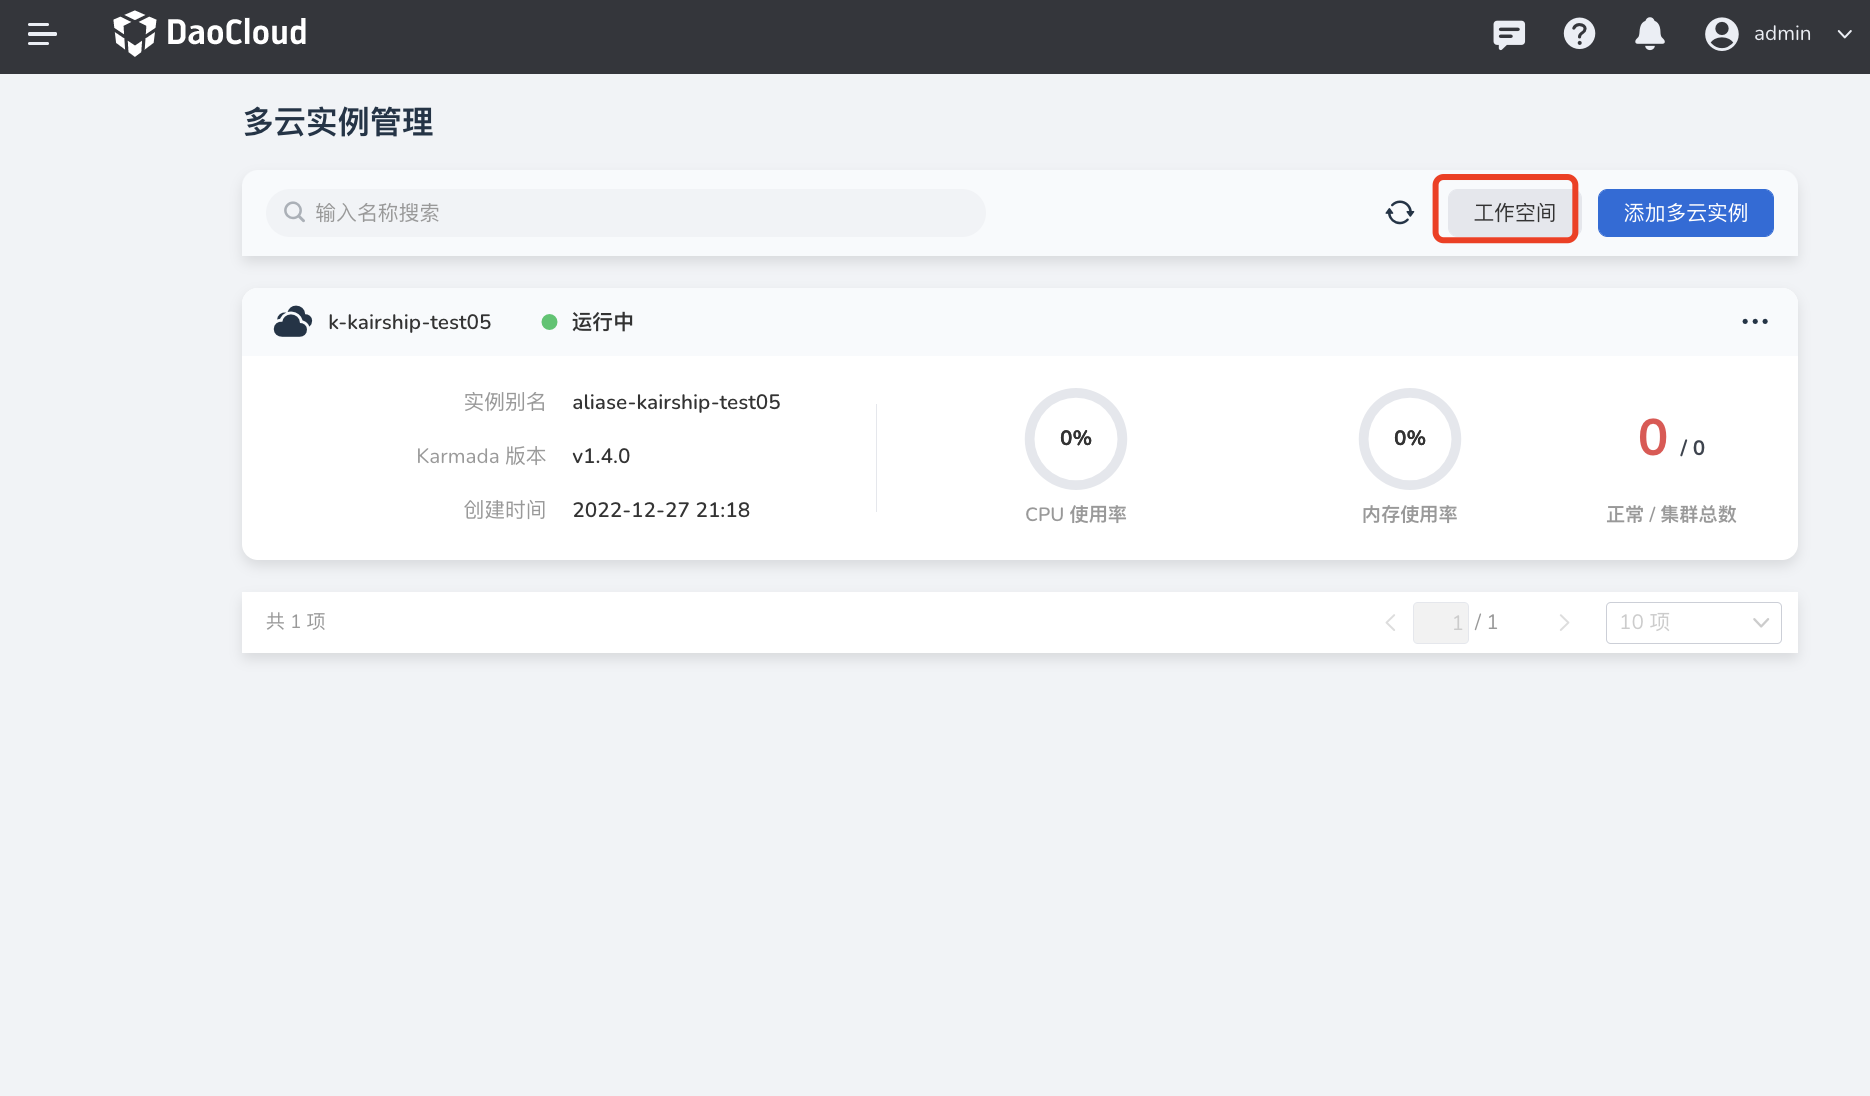 DaoCloud
admin
多云实例管理
输入名称搜索
工作空间
添加多云实例
k-kairship-test05
运行中
实例别名 aliase-kairship-test05
Karmada 版本 v1.4.0
创建时间 2022-12-27 21:18
0%
CPU 使用率
0%
内存使用率
0 / 0
正常 / 集群总数
共 1 项
1 / 1
10 项